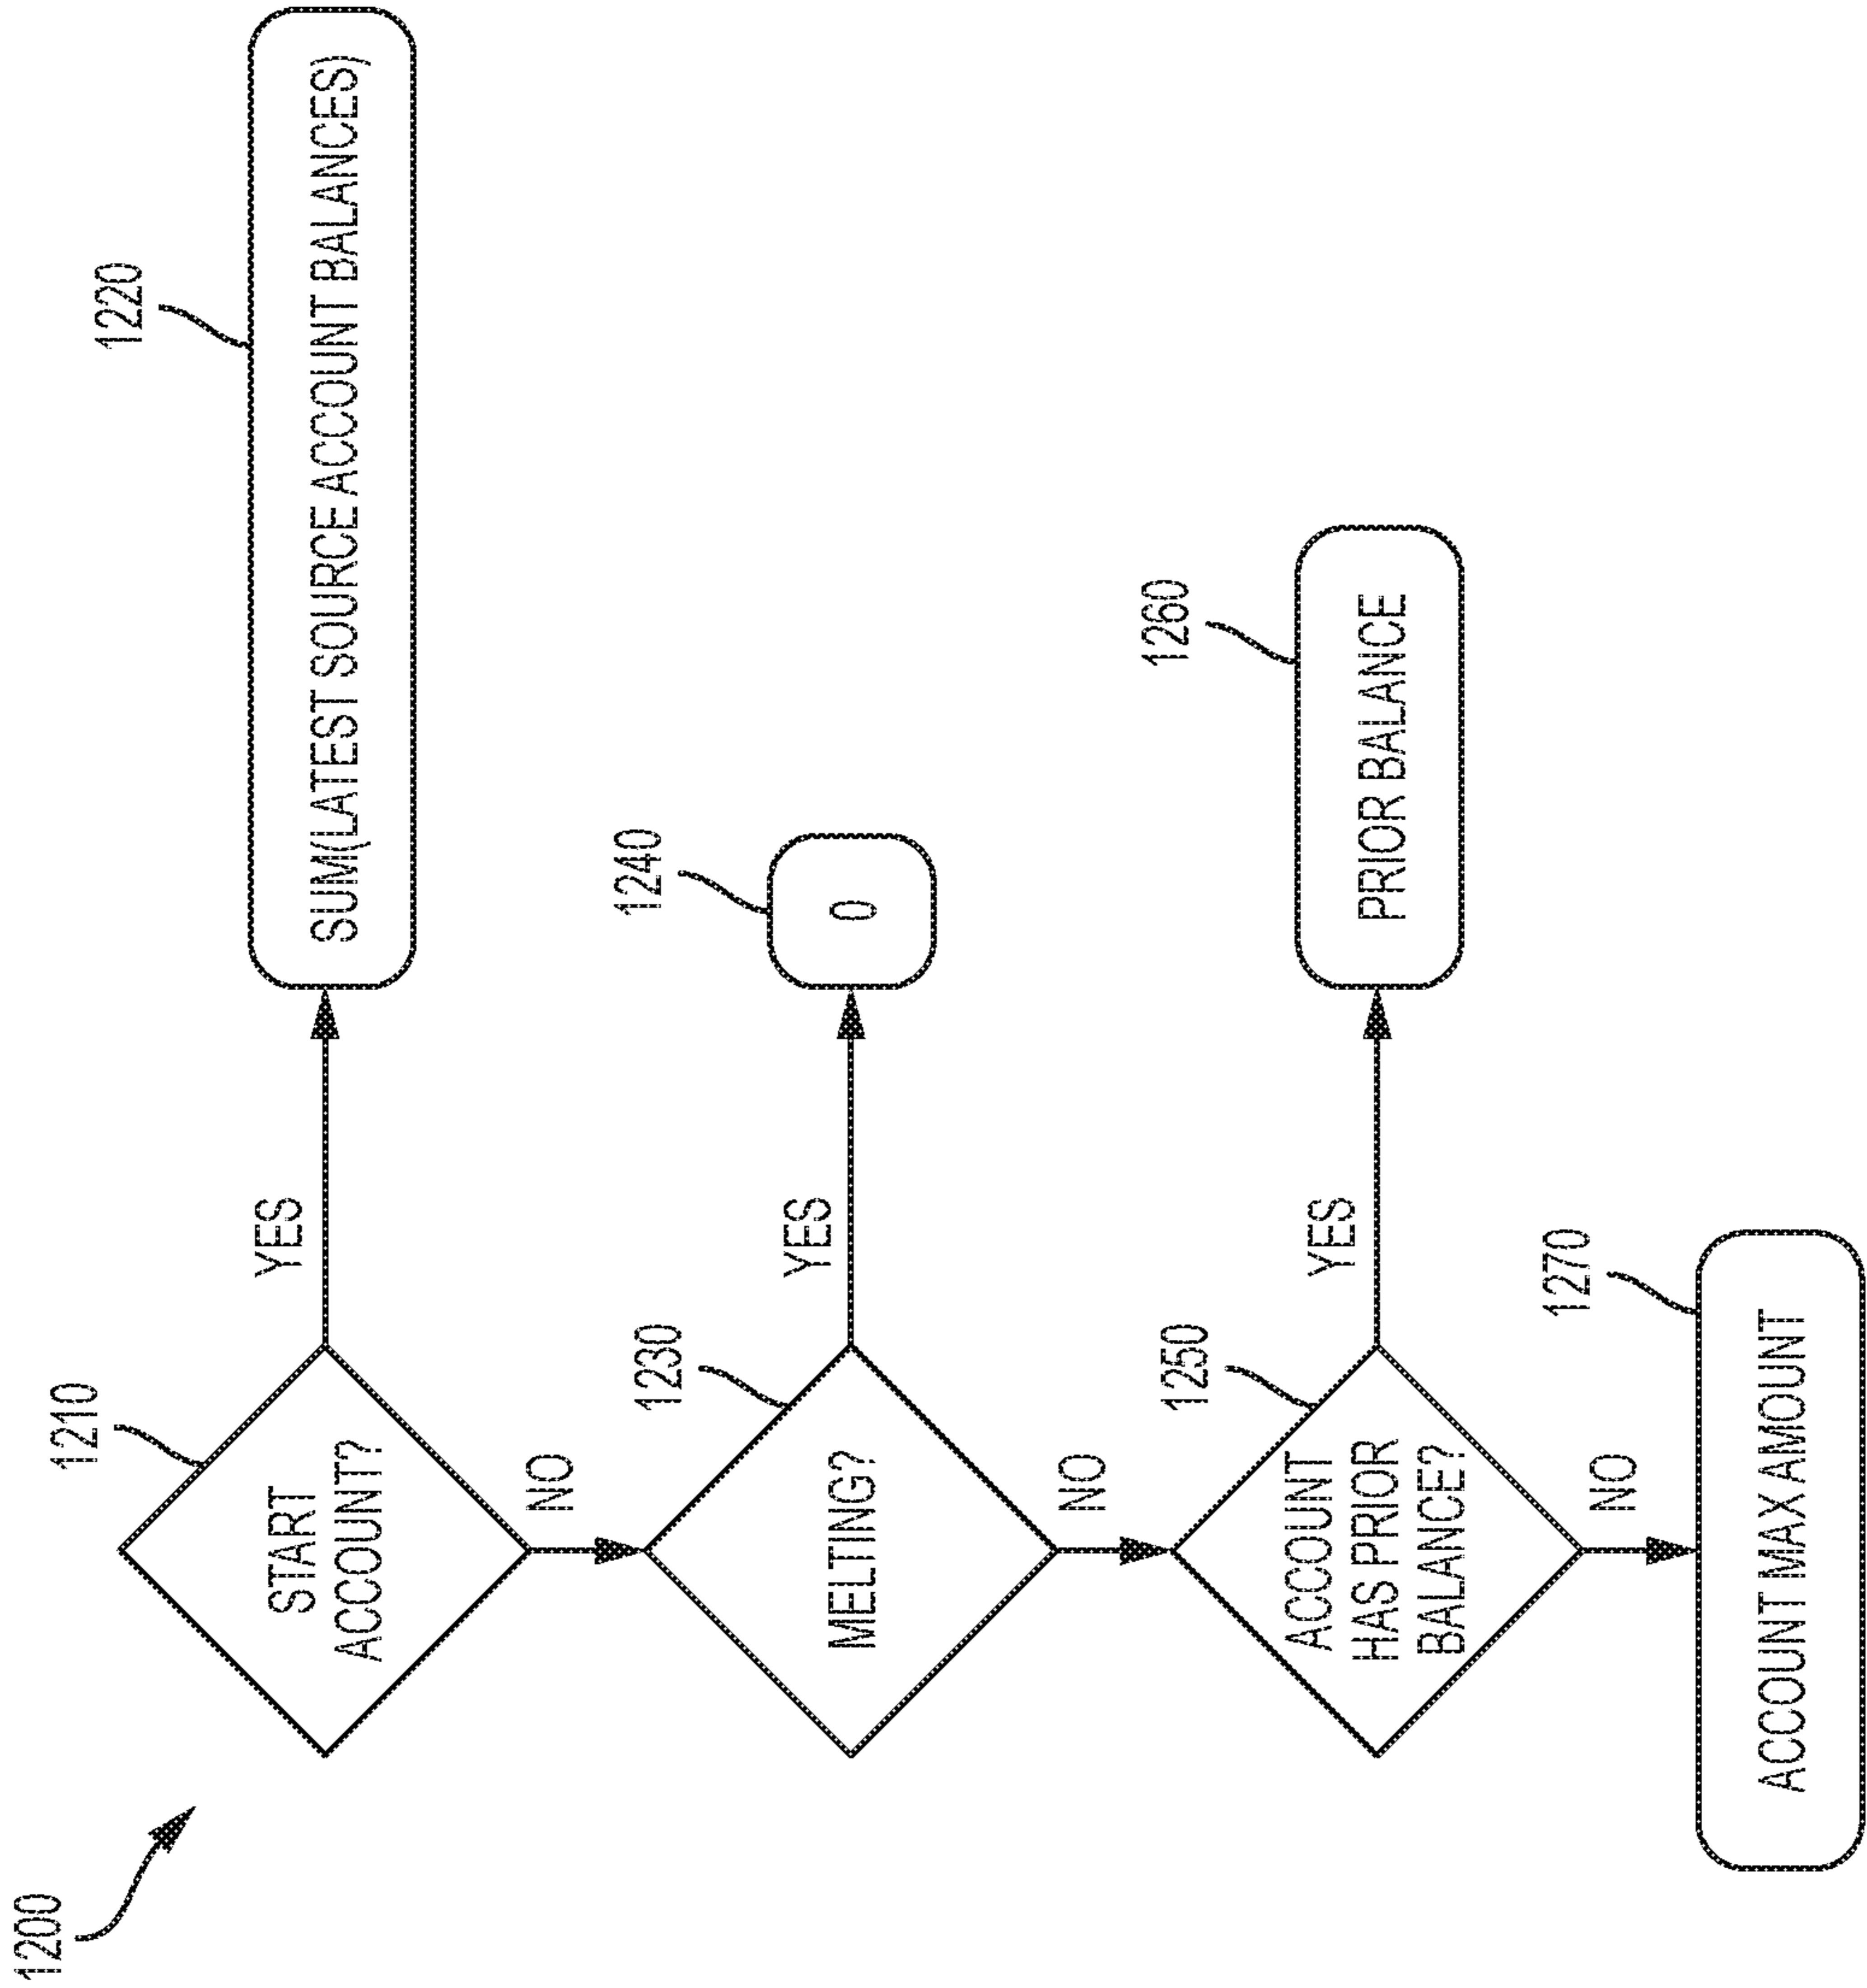 1200
1210
START
ACCOUNT?
YES
1220
SUM(LATEST SOURCE ACCOUNT BALANCES)
NO
1230
MELTING?
YES
1240
0
NO
1250
ACCOUNT
HAS PRIOR
BALANCE?
YES
1260
PRIOR BALANCE
NO
1270
ACCOUNT MAX AMOUNT